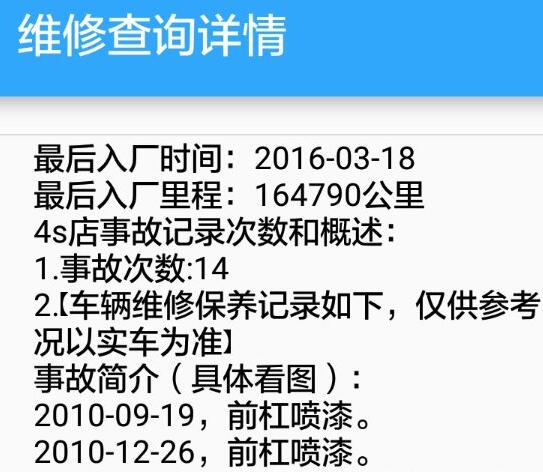 维修查询详情
最后入厂时间：2016-03-18
最后入厂里程：164790公里
4s店事故记录次数和概述：
1.事故次数:14
2.【车辆维修保养记录如下，仅供参考
况以实车为准】
事故简介（具体看图）：
2010-09-19，前杠喷漆。
2010-12-26，前杠喷漆。